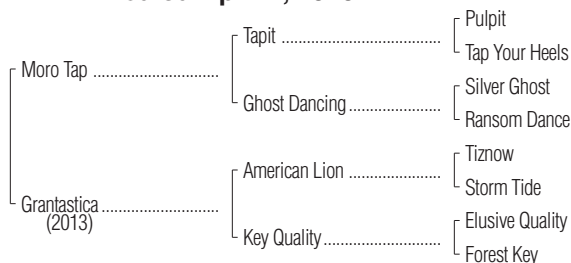 Pulpit
Tapit ..........................................
Tap Your Heels
Moro Tap .................................
Silver Ghost
Ghost Dancing........................
Ransom Dance
Tiznow
American Lion ........................
Storm Tide
Grantastica ..............................
(2013)
Elusive Quality
Key Quality..............................
Forest Key